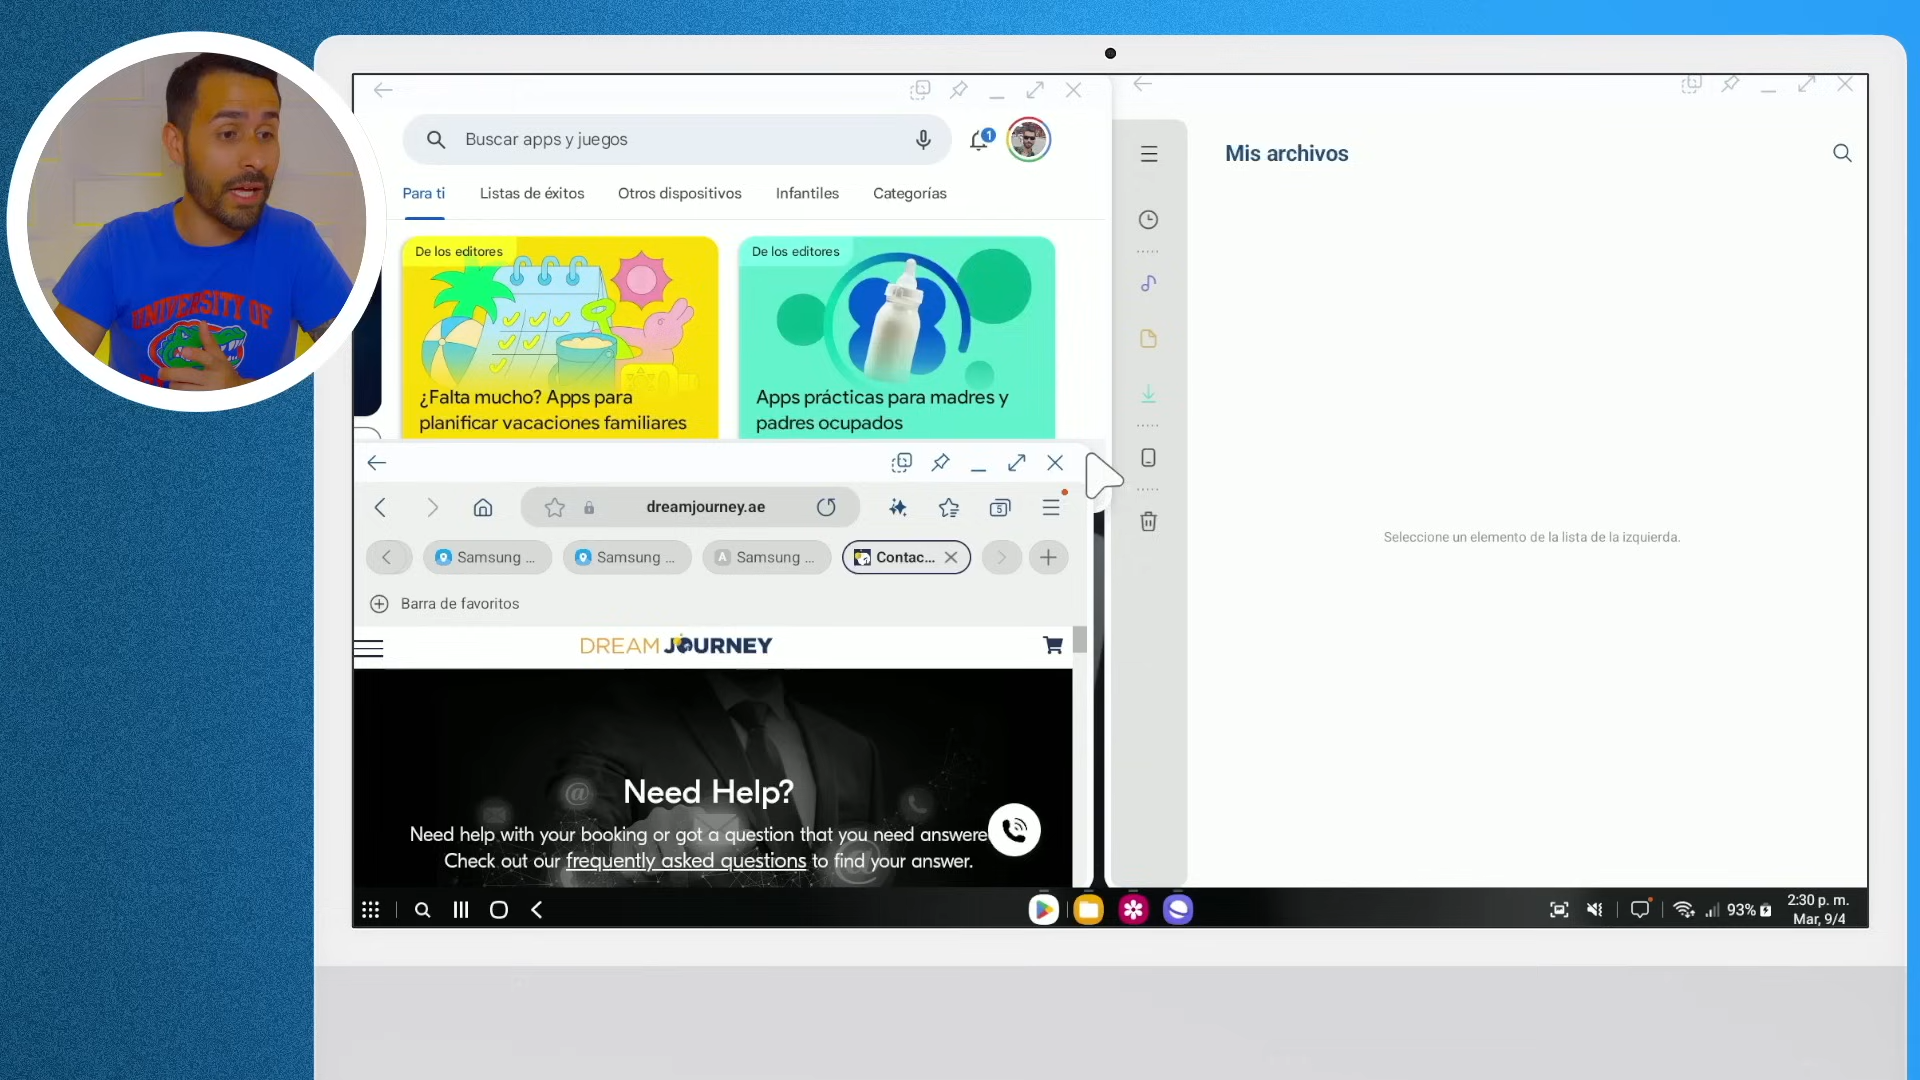 UNIVERSITY OF
Buscar apps y juegos
1
Para ti
Listas de éxitos
Otros dispositivos
Infantiles
Categorías
De los editores
¿Falta mucho? Apps para
planificar vacaciones familiares
De los editores
Apps prácticas para madres y
padres ocupados
Mis archivos
Seleccione un elemento de la lista de la izquierda.
dreamjourney.ae
5
Samsung ...
Samsung ...
A Samsung ...
Contac...
Barra de favoritos
DREAM JOURNEY
Need Help?
Need help with your booking or got a question that you need answere
Check out our frequently asked questions to find your answer.
93%
2:30 p. m.
Mar, 9/4